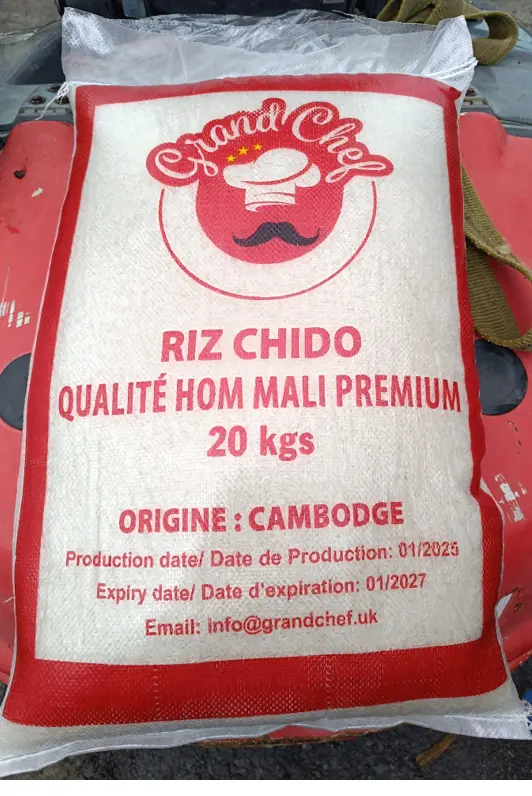 Grand Chef
RIZ CHIDO
QUALITÉ HOM MALI PREMIUM
20 kgs
ORIGINE : CAMBODGE
Production date/ Date de Production: 01/2025
Expiry date/ Date d'expiration: 01/2027
Email: info@grandchef.uk